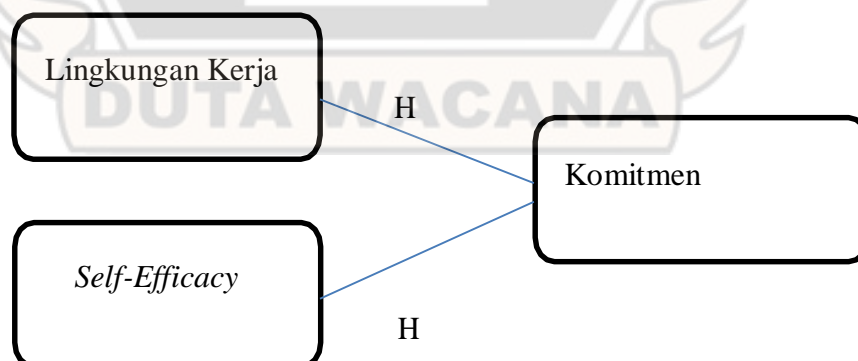 Lingkungan Kerja
DUTA WACANA
H
Komitmen
Self-Efficacy
H